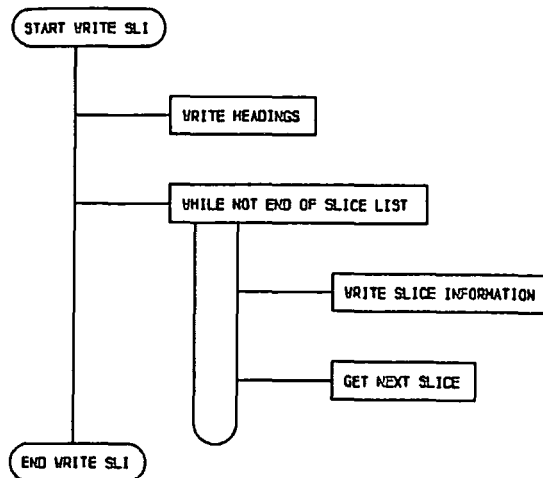 START WRITE SLI
WRITE HEADINGS
WHILE NOT END OF SLICE LIST
WRITE SLICE INFORMATION
GET NEXT SLICE
END WRITE SLI